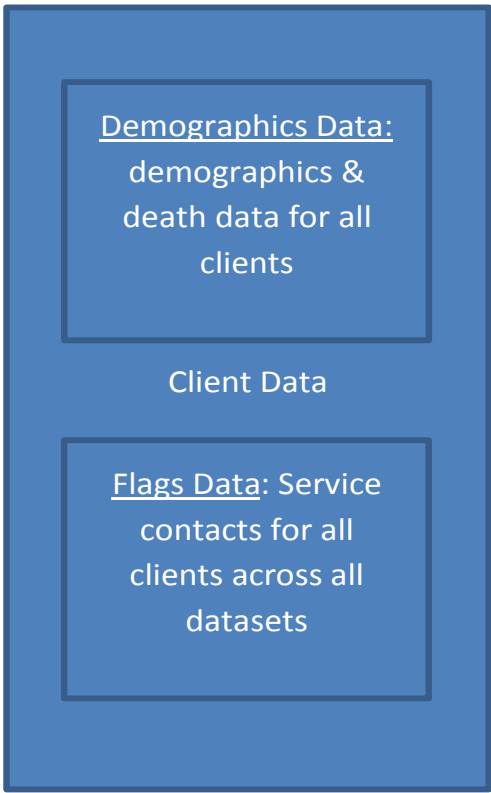 Demographics Data:
demographics &
death data for all
clients
Client Data
Flags Data: Service
contacts for all
clients across all
datasets